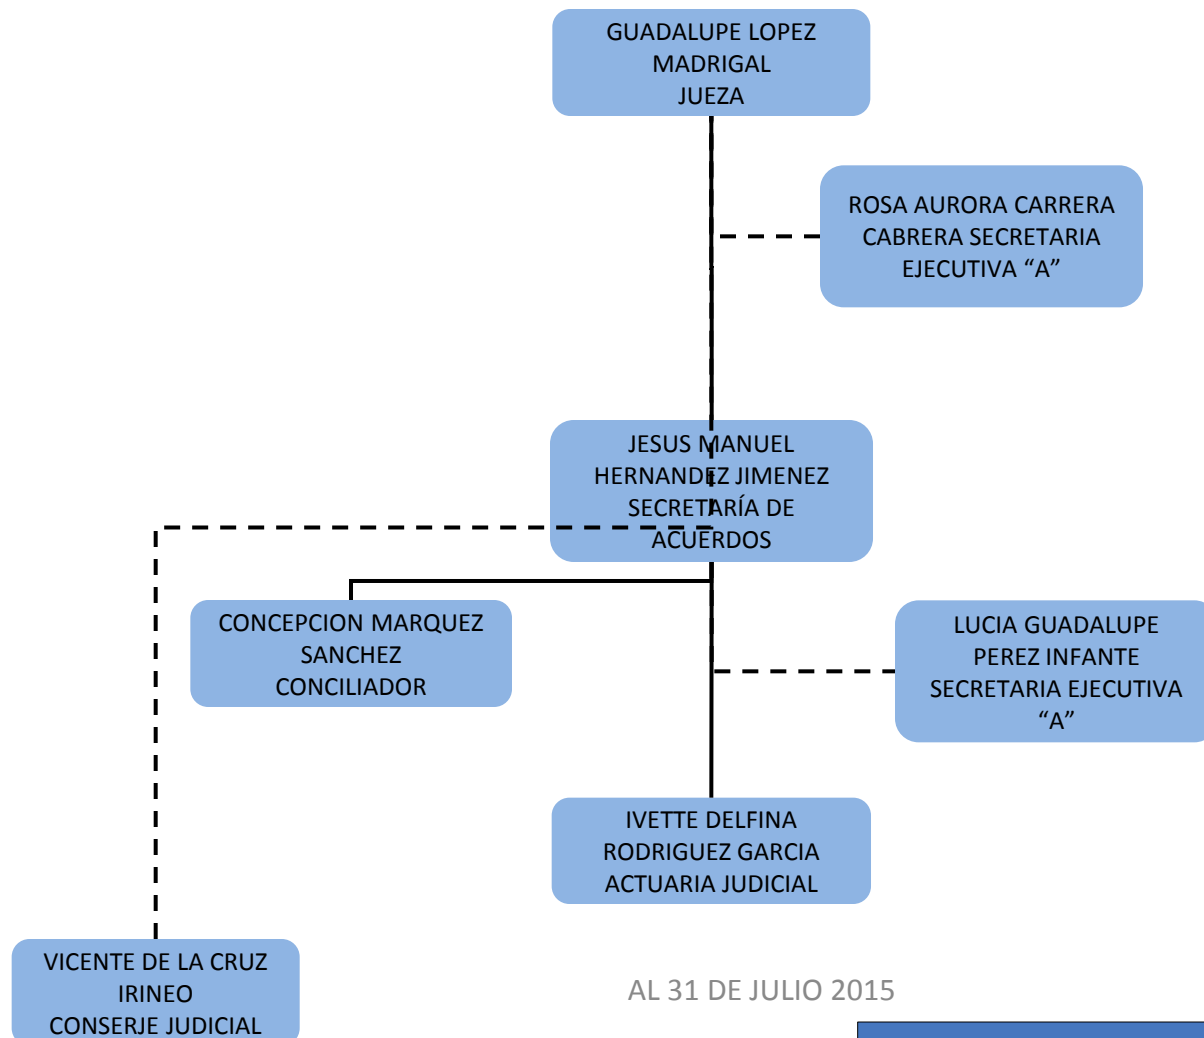 GUADALUPE LOPEZ
MADRIGAL
JUEZA
ROSA AURORA CARRERA
CABRERA SECRETARIA
EJECUTIVA “A”
JESUS MANUEL
HERNANDEZ JIMENEZ
SECRETARÍA DE
ACUERDOS
CONCEPCION MARQUEZ
SANCHEZ
CONCILIADOR
LUCIA GUADALUPE
PEREZ INFANTE
SECRETARIA EJECUTIVA
“A”
IVETTE DELFINA
RODRIGUEZ GARCIA
ACTUARIA JUDICIAL
VICENTE DE LA CRUZ
IRINEO
CONSERJE JUDICIAL
AL 31 DE JULIO 2015